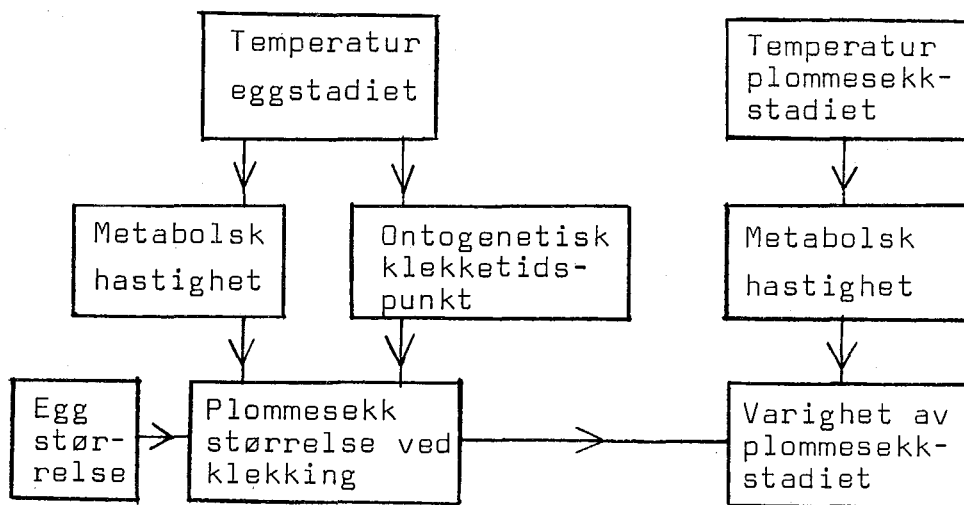 Temperatur
eggstadiet
Temperatur
plommesekk-
stadiet
Metabolsk
hastighet
Ontogenetisk
klekketids-
punkt
Metabolsk
hastighet
Egg
stør-
relse
Plommesekk
størrelse ved
klekking
Varighet av
plommesekk-
stadiet